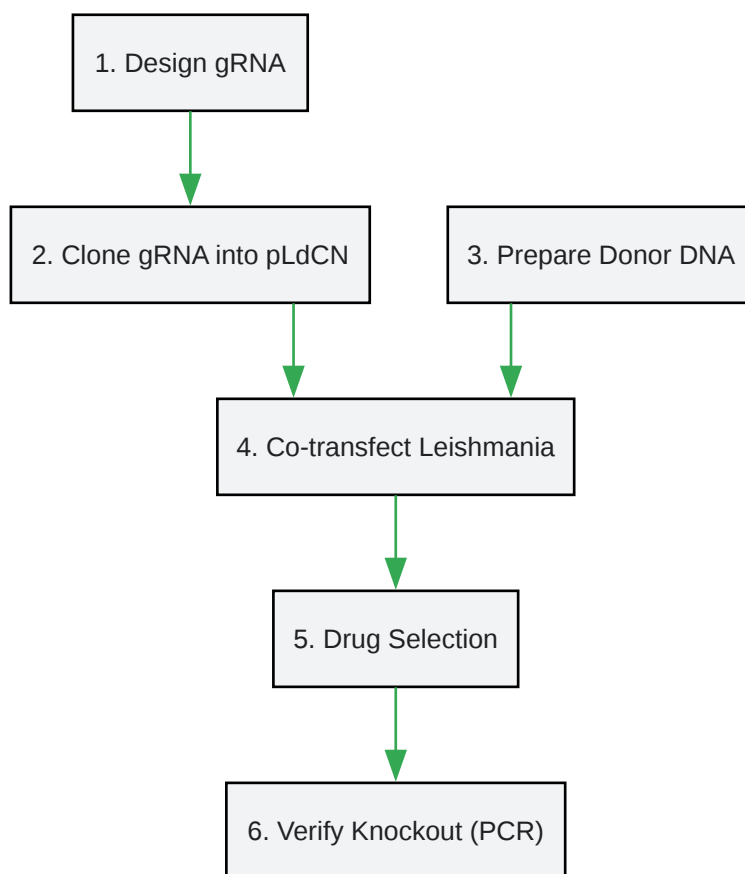 1. Design gRNA
2. Clone gRNA into pLdCN
3. Prepare Donor DNA
4. Co-transfect Leishmania
5. Drug Selection
6. Verify Knockout (PCR)